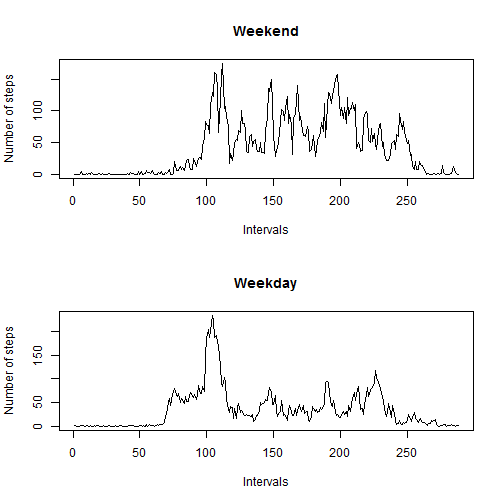 Weekend
Number of steps
0 50 100
0 50 100 150 200 250
Intervals
Weekday
Number of steps
0 50 150
0 50 100 150 200 250
Intervals